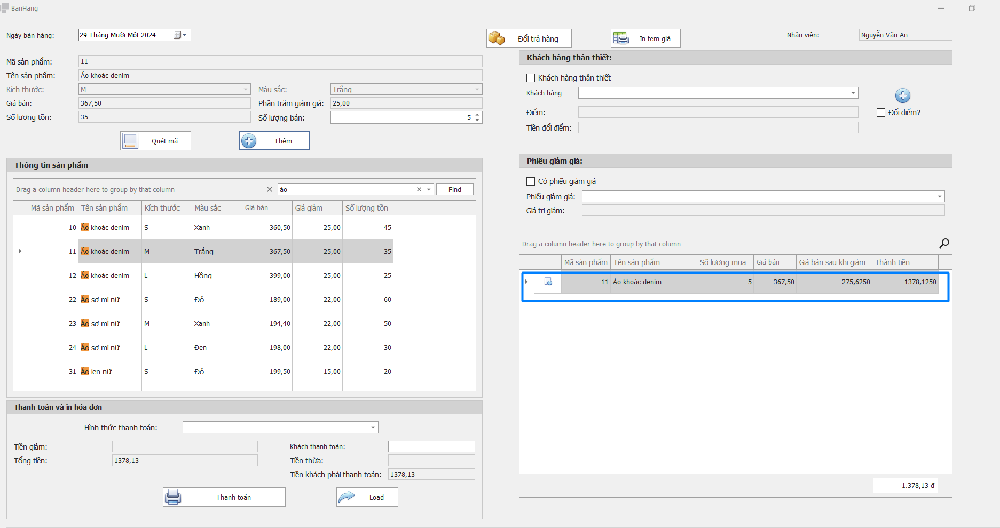 BanHang
Ngày bán hàng: 29 Tháng Mười Một 2024
Đổi trả hàng In tem giá Nhân viên: Nguyễn Văn An
Mã sản phẩm: 11
Tên sản phẩm: Áo khoác denim
Kích thước: M Màu sắc: Trắng
Giá bán: 367,50 Phần trăm giảm giá: 25,00
Số lượng tồn: 35 Số lượng bán: 5
Quét mã Thêm
Khách hàng thân thiết:
Khách hàng thân thiết
Khách hàng
Điểm: Đổi điểm?
Tiền đổi điểm:
Phiếu giảm giá:
Có phiếu giảm giá
Phiếu giảm giá:
Giá trị giảm:
Thông tin sản phẩm
Drag a column header here to group by that column áo Find
Mã sản phẩm Tên sản phẩm Kích thước Màu sắc Giá bán Giá giảm Số lượng tồn
10 Áo khoác denim S Xanh 360,50 25,00 45
11 Áo khoác denim M Trắng 367,50 25,00 35
12 Áo khoác denim L Hồng 399,00 25,00 25
22 Áo sơ mi nữ S Đỏ 189,00 22,00 60
23 Áo sơ mi nữ M Xanh 194,40 22,00 50
24 Áo sơ mi nữ L Đen 198,00 22,00 30
31 Áo len nữ S Đỏ 199,50 15,00 20
Drag a column header here to group by that column
Mã sản phẩm Tên sản phẩm Số lượng mua Giá bán Giá bán sau khi giảm Thành tiền
11 Áo khoác denim 5 367,50 275,6250 1378,1250
1.378,13 ₫
Thanh toán và in hóa đơn
Hình thức thanh toán:
Tiền giảm: Khách thanh toán:
Tổng tiền: 1378,13 Tiền thừa:
Tiền khách phải thanh toán: 1378,13
Thanh toán Load